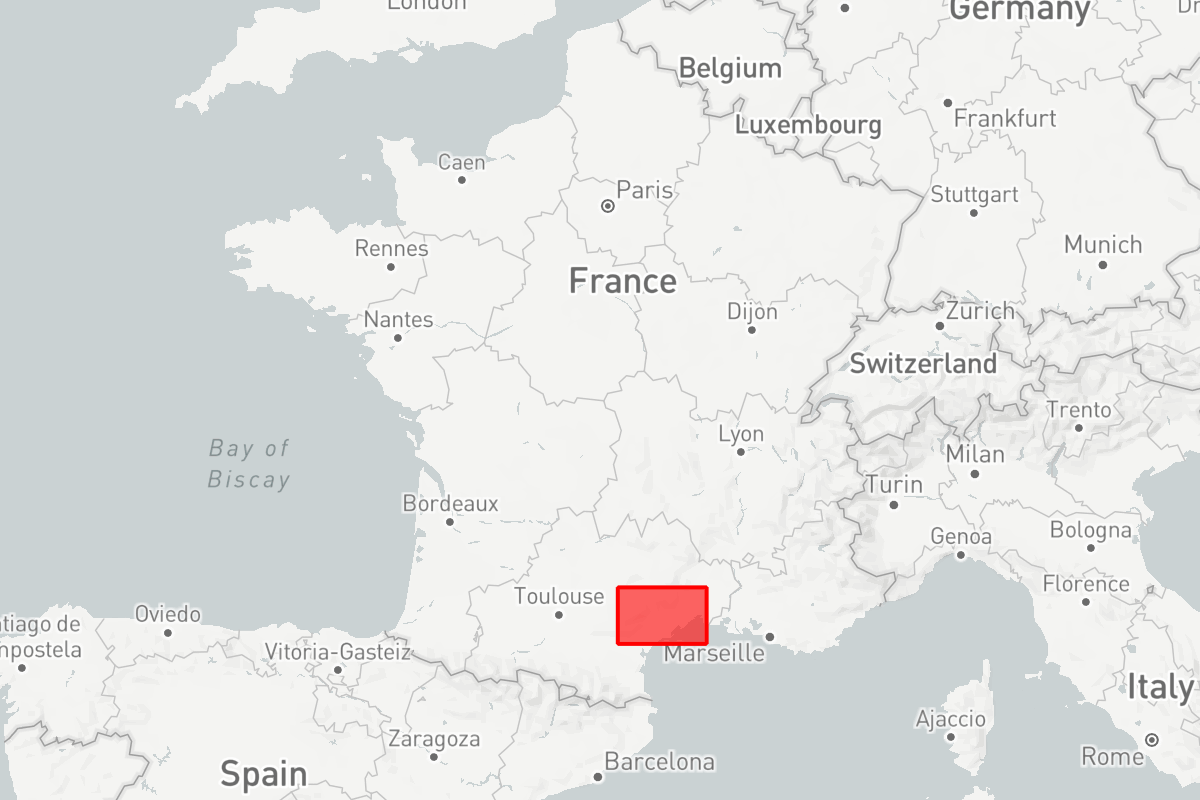 London
Germany
Belgium
Luxembourg
Frankfurt
Caen
Paris
Stuttgart
Rennes
Munich
France
Nantes
Dijon
Zurich
Switzerland
Bay of
Biscay
Lyon
Trento
Milan
Turin
Bordeaux
Genoa
Bologna
Toulouse
Florence
Oviedo
tiago de
mpostela
Vitoria-Gasteiz
Marseille
Italy
Ajaccio
Zaragoza
Rome
Barcelona
Spain